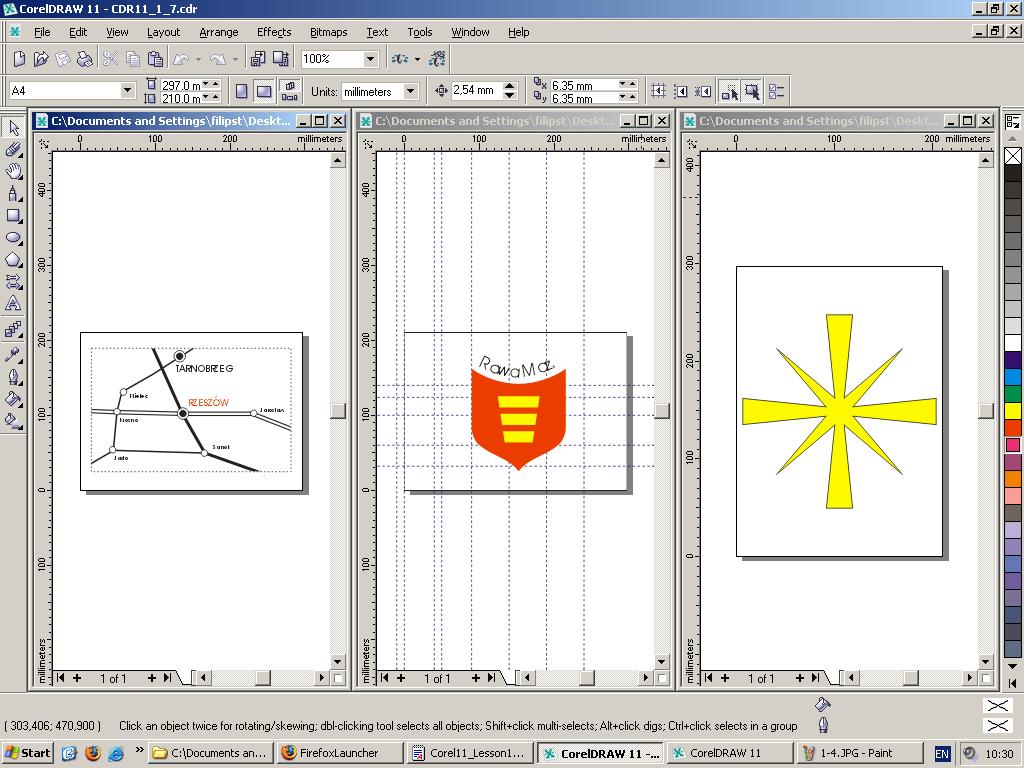 CorelDRAW 11 - CDR11_1_7.cdr
File Edit View Layout Arrange Effects Bitmaps Text Tools Window Help
100%
A4 297.0 m 210.0 m Units: millimeters 2,54 mm x 6.35 mm y 6.35 mm
C:\Documents and Settings\filipst\Deskt... C:\Documents and Settings\filipst\Deskt... C:\Documents and Settings\filipst\Deskt...
0 100 200 millimeters 0 100 200 millimeters 0 100 200 millimeters
400 400 400
300 300 300
200 200 200
RawaMaz.
TARNOBRZEG
Mielec
RZESZÓW
Jarosław
100 100 100
Krosno
Sanok
Jasło
0 0 0
100 100
millimeters millimeters millimeters
1 of 1 1 of 1 1 of 1
( 303,406; 470,900 ) Click an object twice for rotating/skewing; dbl-clicking tool selects all objects; Shift+click multi-selects; Alt+click digs; Ctrl+click selects in a group
Start » C:\Documents an... FirefoxLauncher Corel11_Lesson1... CorelDRAW 11 -... CorelDRAW 11 1-4.JPG - Paint EN 10:30